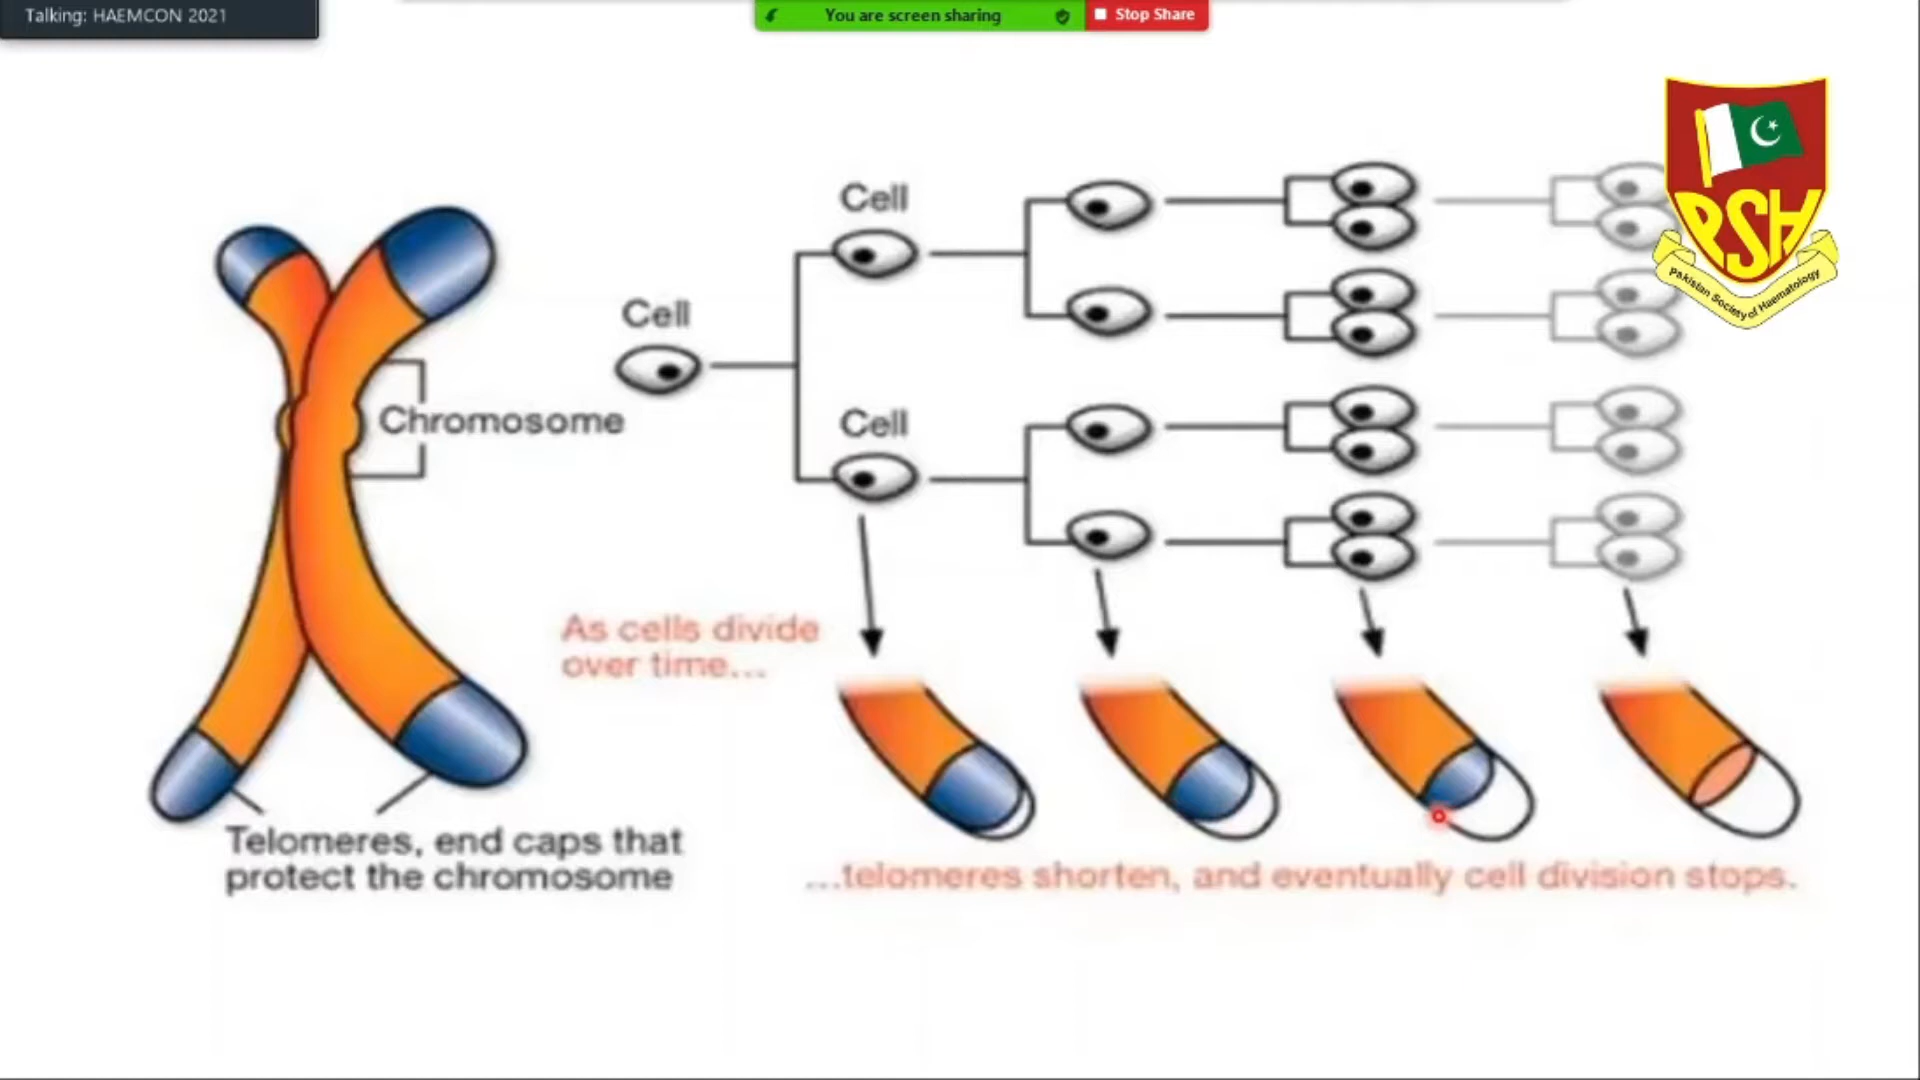 Talking: HAEMCON 2021
You are screen sharing
Stop Share
PSH
Pakistan Society of Haematology
Cell
Cell
Chromosome
Cell
As cells divide
over time...
Telomeres, end caps that
protect the chromosome
...telomeres shorten, and eventually cell division stops.